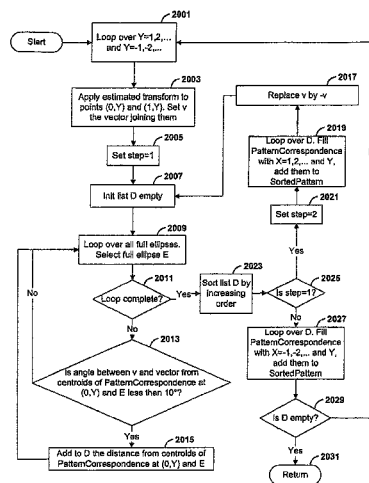 2001
Start
Loop over Y=1,2,...
and Y=-1,-2,...
2003
Apply estimated transform to
points (0,Y) and (1,Y). Set v
the vector joining them
2005
Set step=1
2007
Init list D empty
2009
Loop over all full ellipses.
Select full ellipse E
2011
Loop complete?
Yes
No
No
2013
Is angle between v and vector from
centroids of PatternCorrespondence at
(0,Y) and E less than 10°?
Yes
2015
Add to D the distance from centroids of
PatternCorrespondence at (0,Y) and E
2017
Replace v by -v
2019
Loop over D. Fill
PatternCorrespondence
with X=1,2,... and Y,
add them to
SortedPattern
2021
Set step=2
Yes
2023
Sort list D by
increasing
order
2025
Is step=1?
No
2027
Loop over D. Fill
PatternCorrespondence
with X=-1,-2,... and Y,
add them to
SortedPattern
2029
Is D empty?
Yes
2031
Return